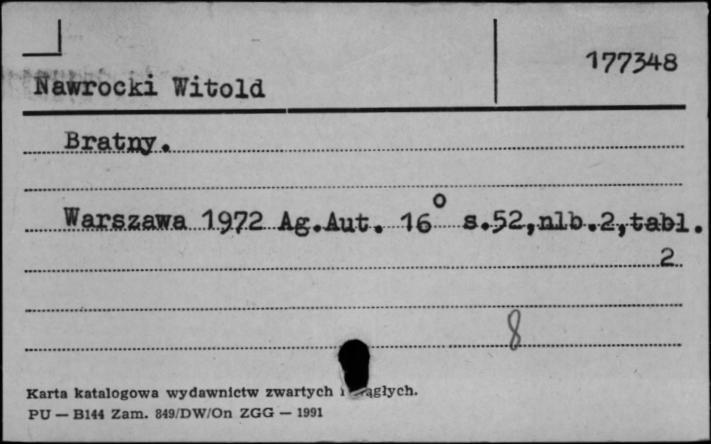 177348
Nawrocki Witold
Bratny.
Warszawa 1972 Ag.Aut. 16° s.52,nlb.2,tabl.
2
8
Karta katalogowa wydawnictw zwartych i
PU — B144 Zam. 849/DW/On ZGG — 1991